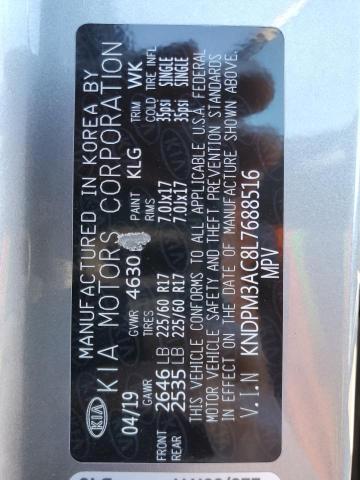 KIA
MANUFACTURED IN KOREA BY
KIA MOTORS CORPORATION
04/19 GVWR 4630 PAINT KLG TRIM WK
GAWR TIRES RIMS COLD TIRE INFL
FRONT 2646 LB 225/60 R17 7.0Jx17 35psi SINGLE
REAR 2535 LB 225/60 R17 7.0Jx17 35psi SINGLE
THIS VEHICLE CONFORMS TO ALL APPLICABLE U.S.A. FEDERAL
MOTOR VEHICLE SAFETY AND THEFT PREVENTION STANDARDS
IN EFFECT ON THE DATE OF MANUFACTURE SHOWN ABOVE.
V.I.N KNDPM3AC8L7688516
MPV